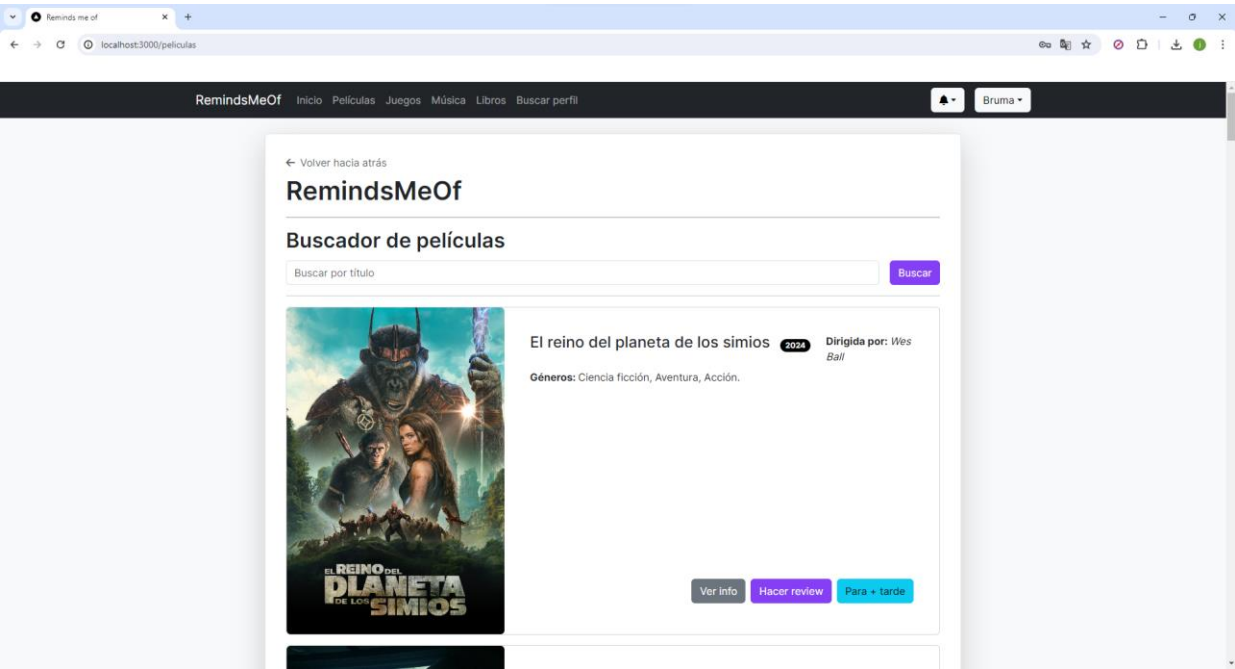 Reminds me of
localhost:3000/peliculas
RemindsMeOf Inicio Películas Juegos Música Libros Buscar perfil Bruma
Volver hacia atrás
RemindsMeOf
Buscador de películas
Buscar por título Buscar
El reino del planeta de los simios 2024 Dirigida por: Wes
Ball
Géneros: Ciencia ficción, Aventura, Acción.
EL REINO DEL
PLANETA
DE LOS SIMIOS
Ver info Hacer review Para + tarde